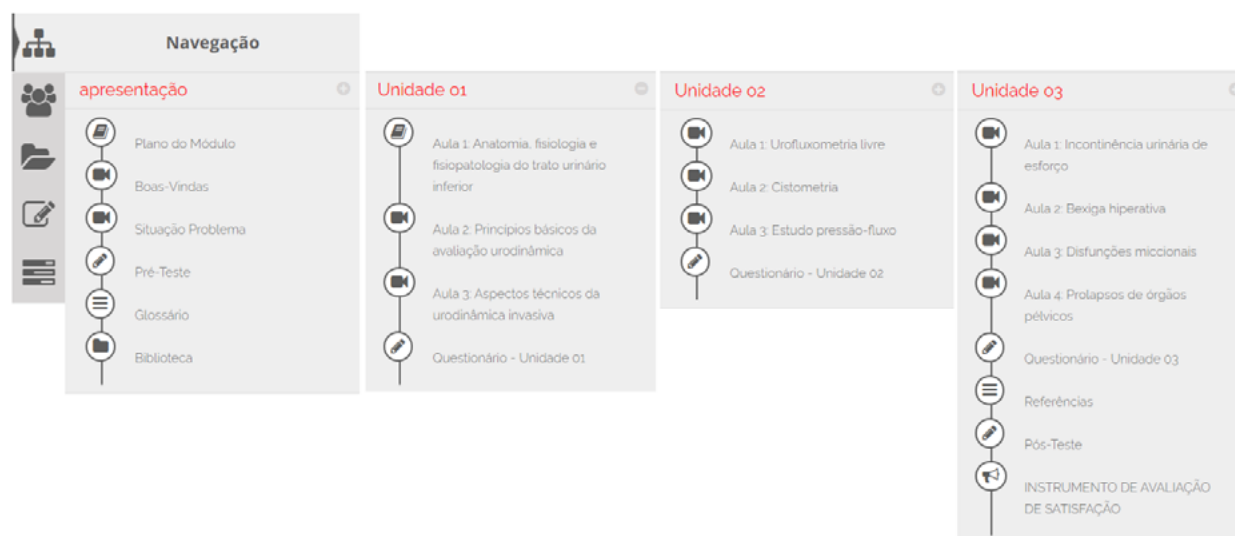 Navegação
apresentação
Plano do Módulo
Boas-Vindas
Situação Problema
Pré-Teste
Glossário
Biblioteca
Unidade 01
Aula 1: Anatomia, fisiologia e
fisiopatologia do trato urinário
inferior
Aula 2: Princípios básicos da
avaliação urodinâmica
Aula 3: Aspectos técnicos da
urodinâmica invasiva
Questionário - Unidade 01
Unidade 02
Aula 1: Urofluxometria livre
Aula 2: Cistometria
Aula 3: Estudo pressão-fluxo
Questionário - Unidade 02
Unidade 03
Aula 1: Incontinência urinária de
esforço
Aula 2: Bexiga hiperativa
Aula 3: Disfunções miccionais
Aula 4: Prolapsos de órgãos
pélvicos
Questionário - Unidade 03
Referências
Pós-Teste
INSTRUMENTO DE AVALIAÇÃO
DE SATISFAÇÃO